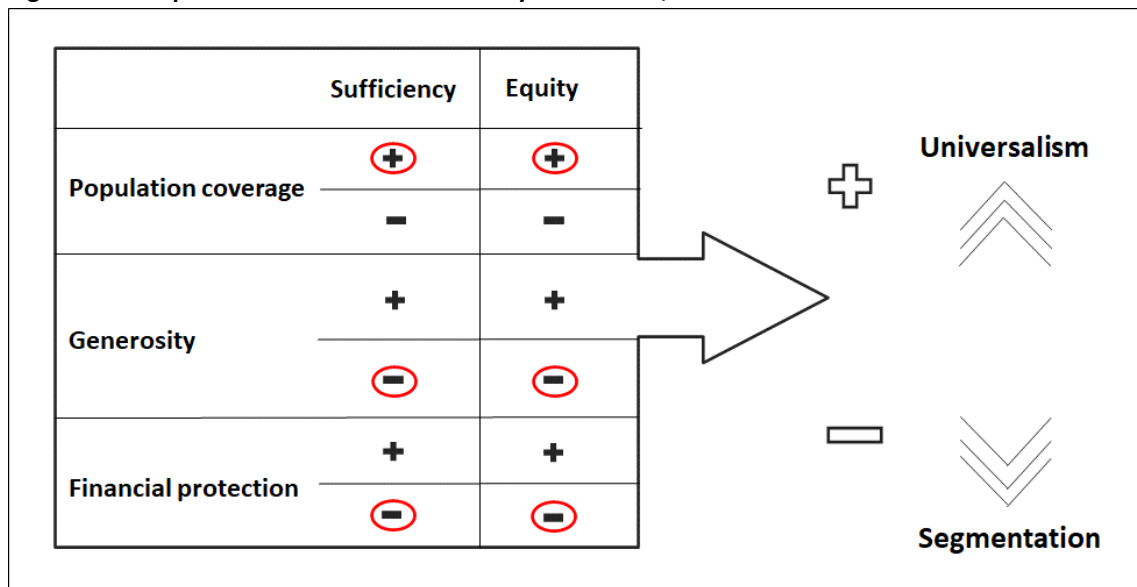 Sufficiency Equity
Population coverage + +
- -
Generosity + +
- -
Financial protection + +
- -
Universalism
+
-
Segmentation